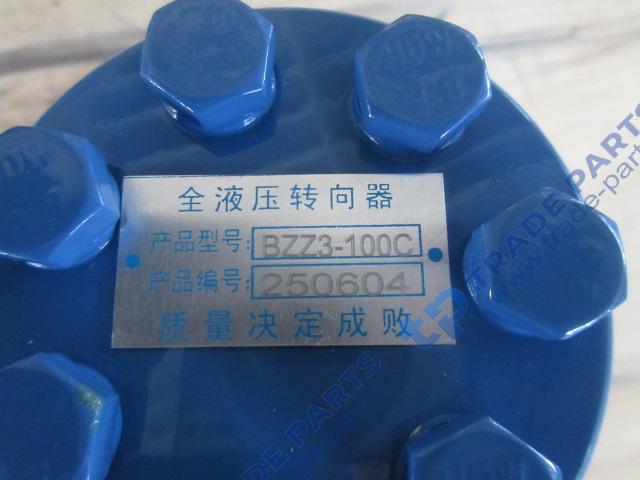 全液压转向器
产品型号: BZZ3-100C
产品编号: 250604
质量决定成败
tp TRADE PARTS
www.trade-parts
TRADE PARTS